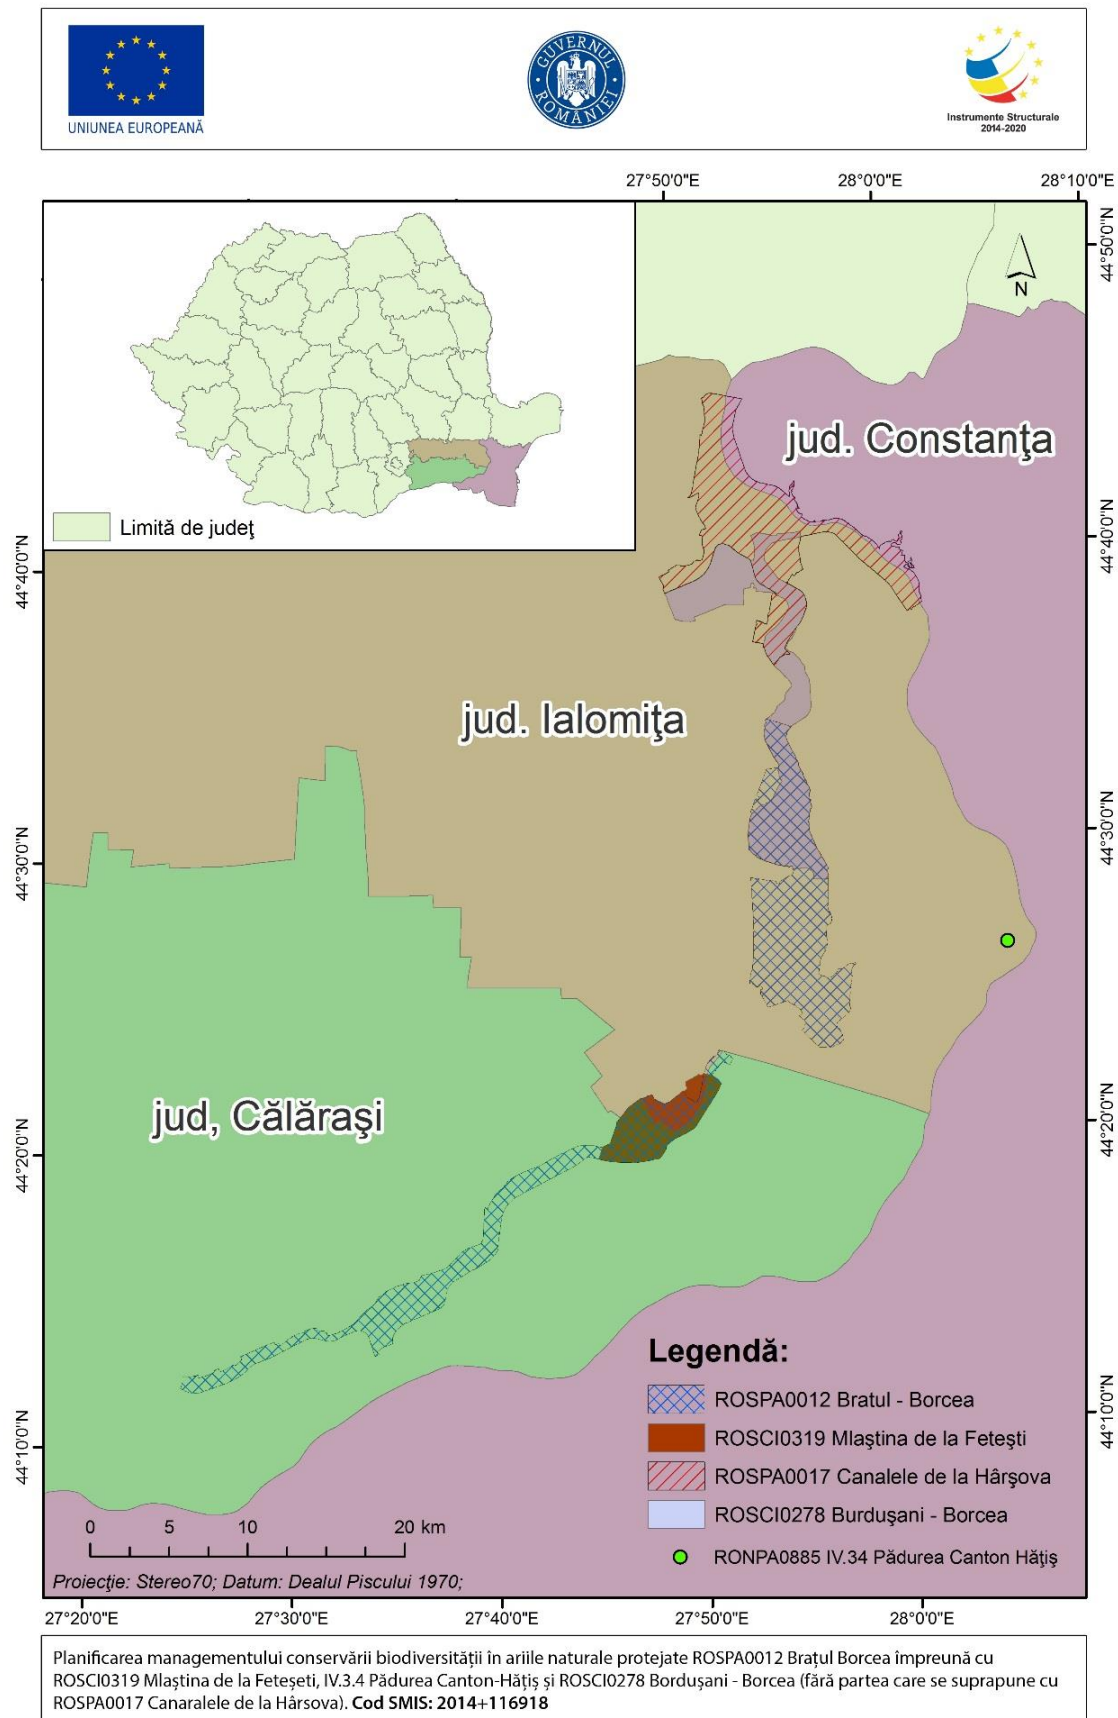 UNIUNEA EUROPEANĂ
GUVERNUL ROMÂNIEI
Instrumente Structurale
2014-2020
27°50'0"E
28°0'0"E
28°10'0"E
44°50'0"N
N
jud. Constanţa
Limită de judeţ
44°40'0"N
44°40'0"N
jud. Ialomiţa
44°30'0"N
44°30'0"N
jud, Călăraşi
44°20'0"N
44°20'0"N
Legendă:
ROSPA0012 Bratul - Borcea
ROSCI0319 Mlaştina de la Feteşti
ROSPA0017 Canalele de la Hârşova
ROSCI0278 Burduşani - Borcea
RONPA0885 IV.34 Pădurea Canton Hăţiş
44°10'0"N
44°10'0"N
0 5 10 20 km
Proiecţie: Stereo70; Datum: Dealul Piscului 1970;
27°20'0"E
27°30'0"E
27°40'0"E
27°50'0"E
28°0'0"E
Planificarea managementului conservării biodiversității în ariile naturale protejate ROSPA0012 Brațul Borcea împreună cu
ROSCI0319 Mlaștina de la Feteșeti, IV.3.4 Pădurea Canton-Hățiș și ROSCI0278 Bordușani - Borcea (fără partea care se suprapune cu
ROSPA0017 Canaralele de la Hârsova). Cod SMIS: 2014+116918